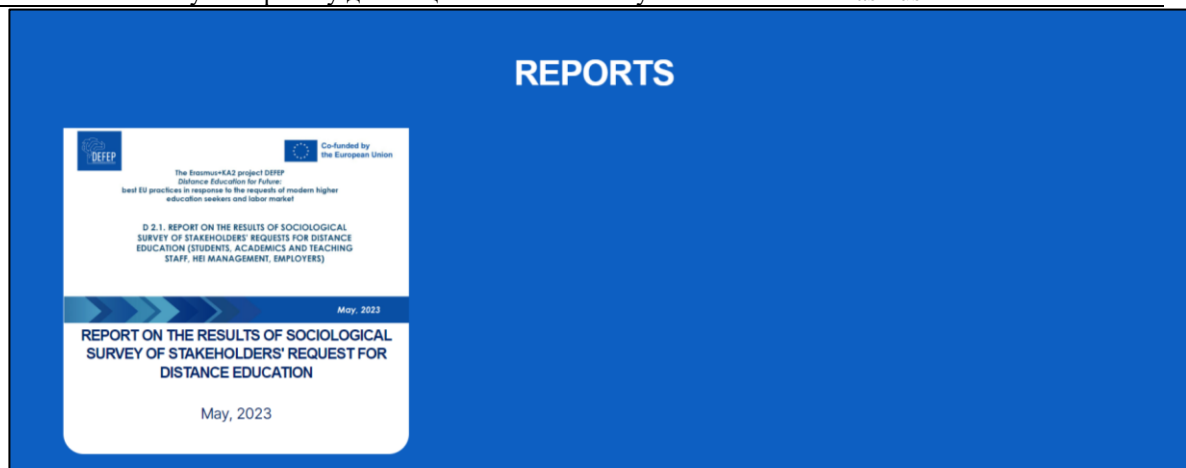 REPORTS
DEFEP
Co-funded by
the European Union
The Erasmus+KA2 project DEFEP
Distance Education for Future:
best EU practices in response to the requests of modern higher
education seekers and labor market
D 2.1. REPORT ON THE RESULTS OF SOCIOLOGICAL
SURVEY OF STAKEHOLDERS' REQUESTS FOR DISTANCE
EDUCATION (STUDENTS, ACADEMICS AND TEACHING
STAFF, HEI MANAGEMENT, EMPLOYERS)
May, 2023
REPORT ON THE RESULTS OF SOCIOLOGICAL
SURVEY OF STAKEHOLDERS' REQUEST FOR
DISTANCE EDUCATION
May, 2023